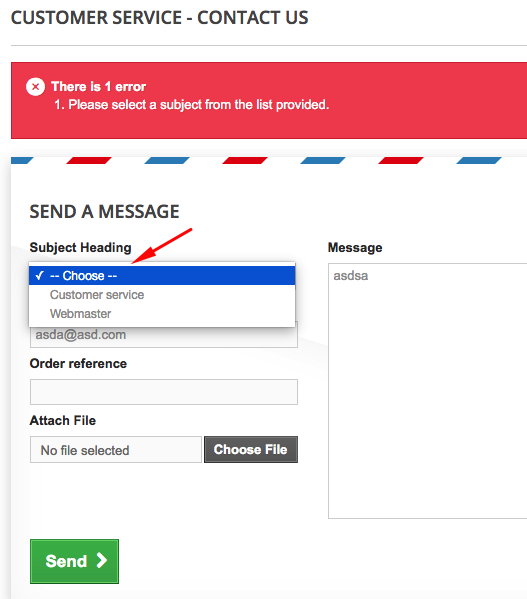 CUSTOMER SERVICE - CONTACT US
There is 1 error
1. Please select a subject from the list provided.
SEND A MESSAGE
Subject Heading
✓ -- Choose --
Customer service
Webmaster
asda@asd.com
Order reference
Attach File
No file selected
Choose File
Message
asdsa
Send